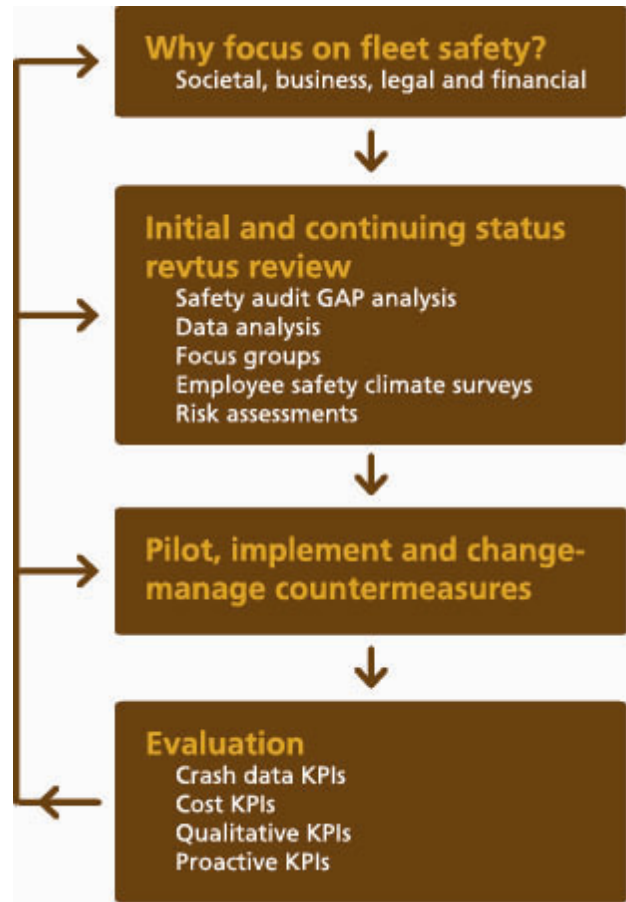 Why focus on fleet safety?
Societal, business, legal and financial
Initial and continuing status
revtus review
Safety audit GAP analysis
Data analysis
Focus groups
Employee safety climate surveys
Risk assessments
Pilot, implement and change-
manage countermeasures
Evaluation
Crash data KPIs
Cost KPIs
Qualitative KPIs
Proactive KPIs